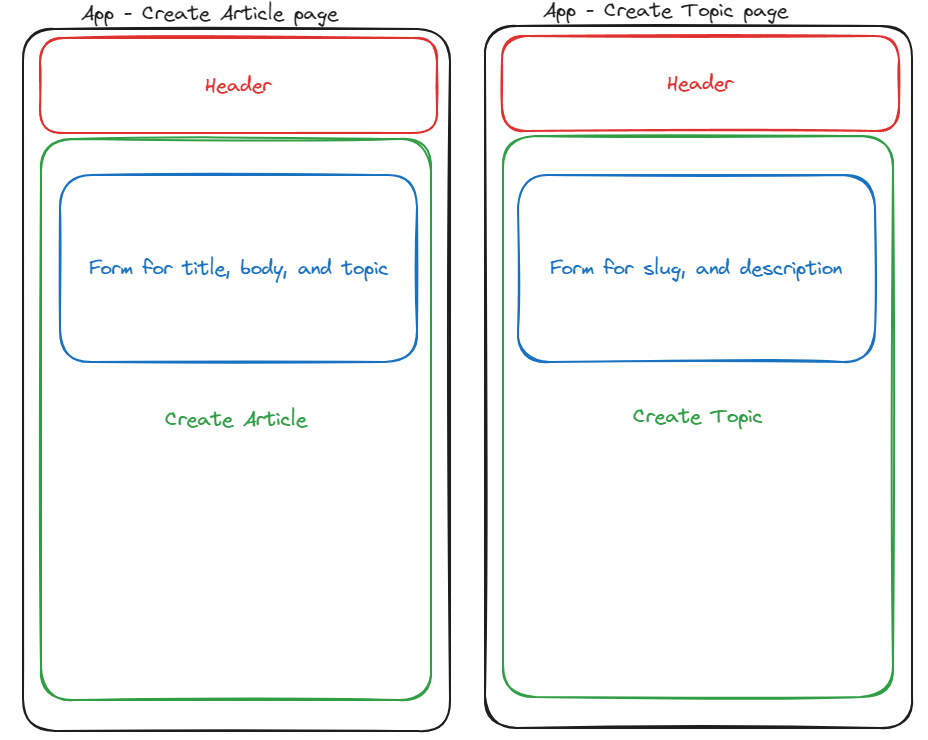 App - Create Article page
Header
Form for title, body, and topic
Create Article
App - Create Topic page
Header
Form for slug, and description
Create Topic